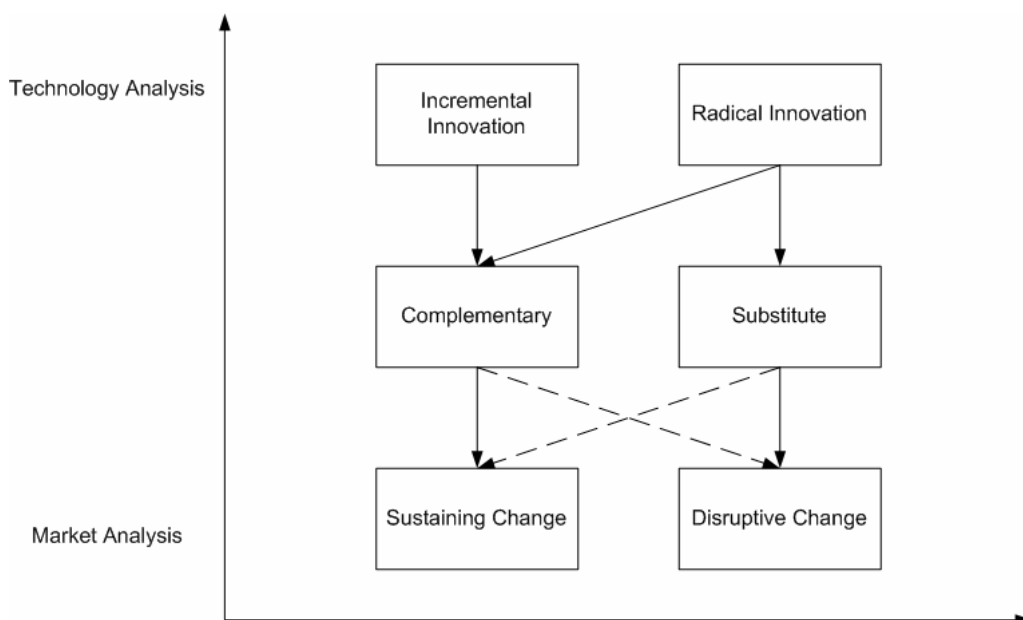 Technology Analysis
Incremental
Innovation
Radical Innovation
Complementary
Substitute
Market Analysis
Sustaining Change
Disruptive Change